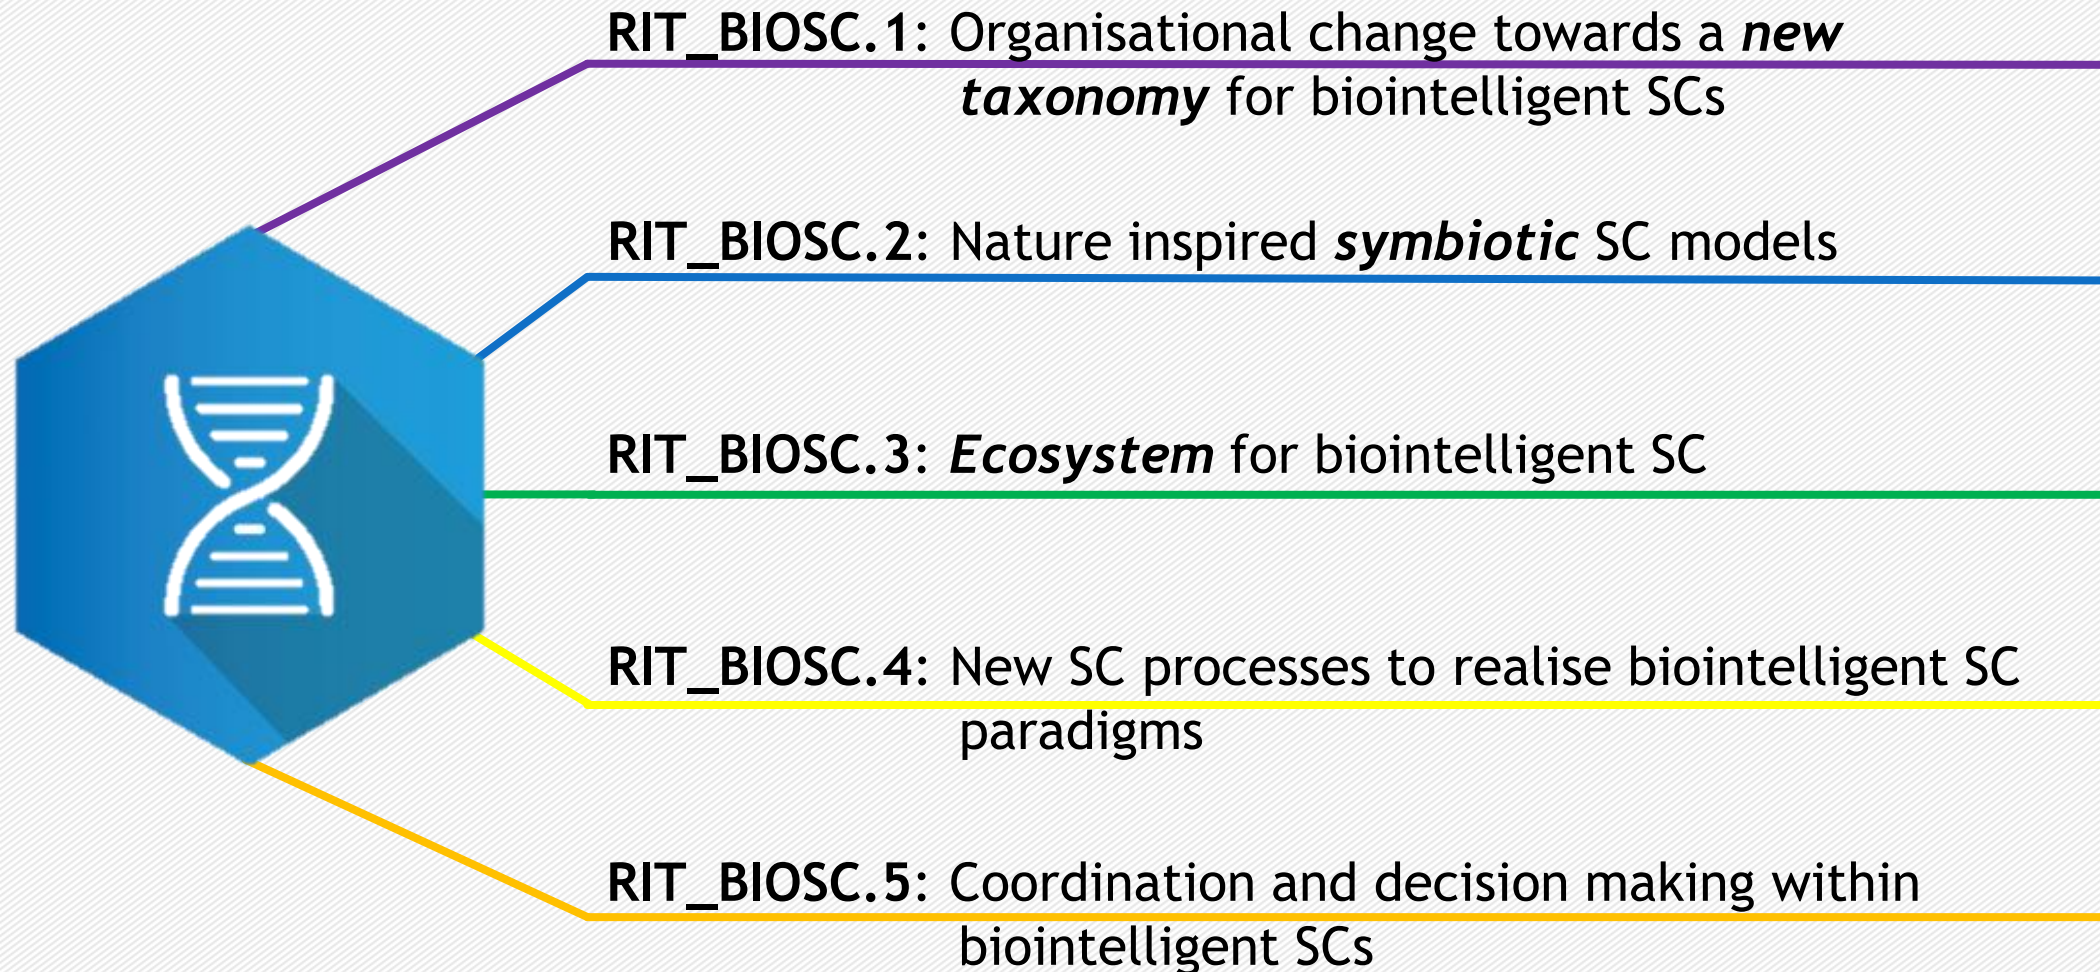 RIT_BIOSC.1: Organisational change towards a new
taxonomy for biointelligent SCs
RIT_BIOSC.2: Nature inspired symbiotic SC models
RIT_BIOSC.3: Ecosystem for biointelligent SC
RIT_BIOSC.4: New SC processes to realise biointelligent SC
paradigms
RIT_BIOSC.5: Coordination and decision making within
biointelligent SCs